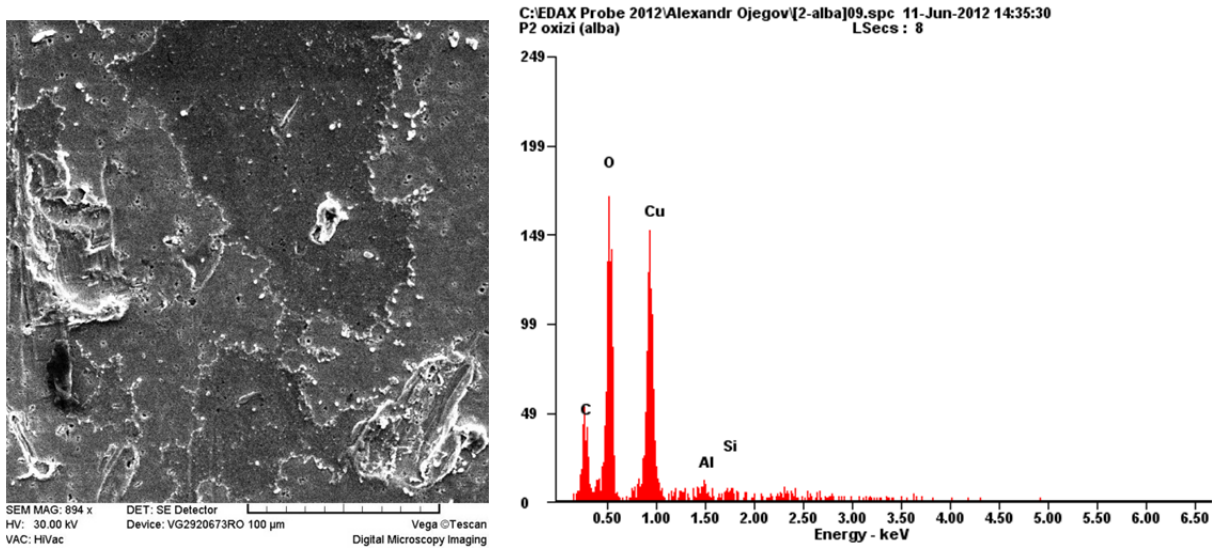 SEM MAG: 894 x DET: SE Detector
HV: 30.00 kV Device: VG2920673RO 100 µm Vega ©Tescan
VAC: HiVac Digital Microscopy Imaging
C:\EDAX Probe 2012\Alexandr Ojegov\[2-alba]09.spc 11-Jun-2012 14:35:30
P2 oxizi (alba) LSecs : 8
249
199
149
99
49
0
O
Cu
C
Al
Si
0.50 1.00 1.50 2.00 2.50 3.00 3.50 4.00 4.50 5.00 5.50 6.00 6.50
Energy - keV